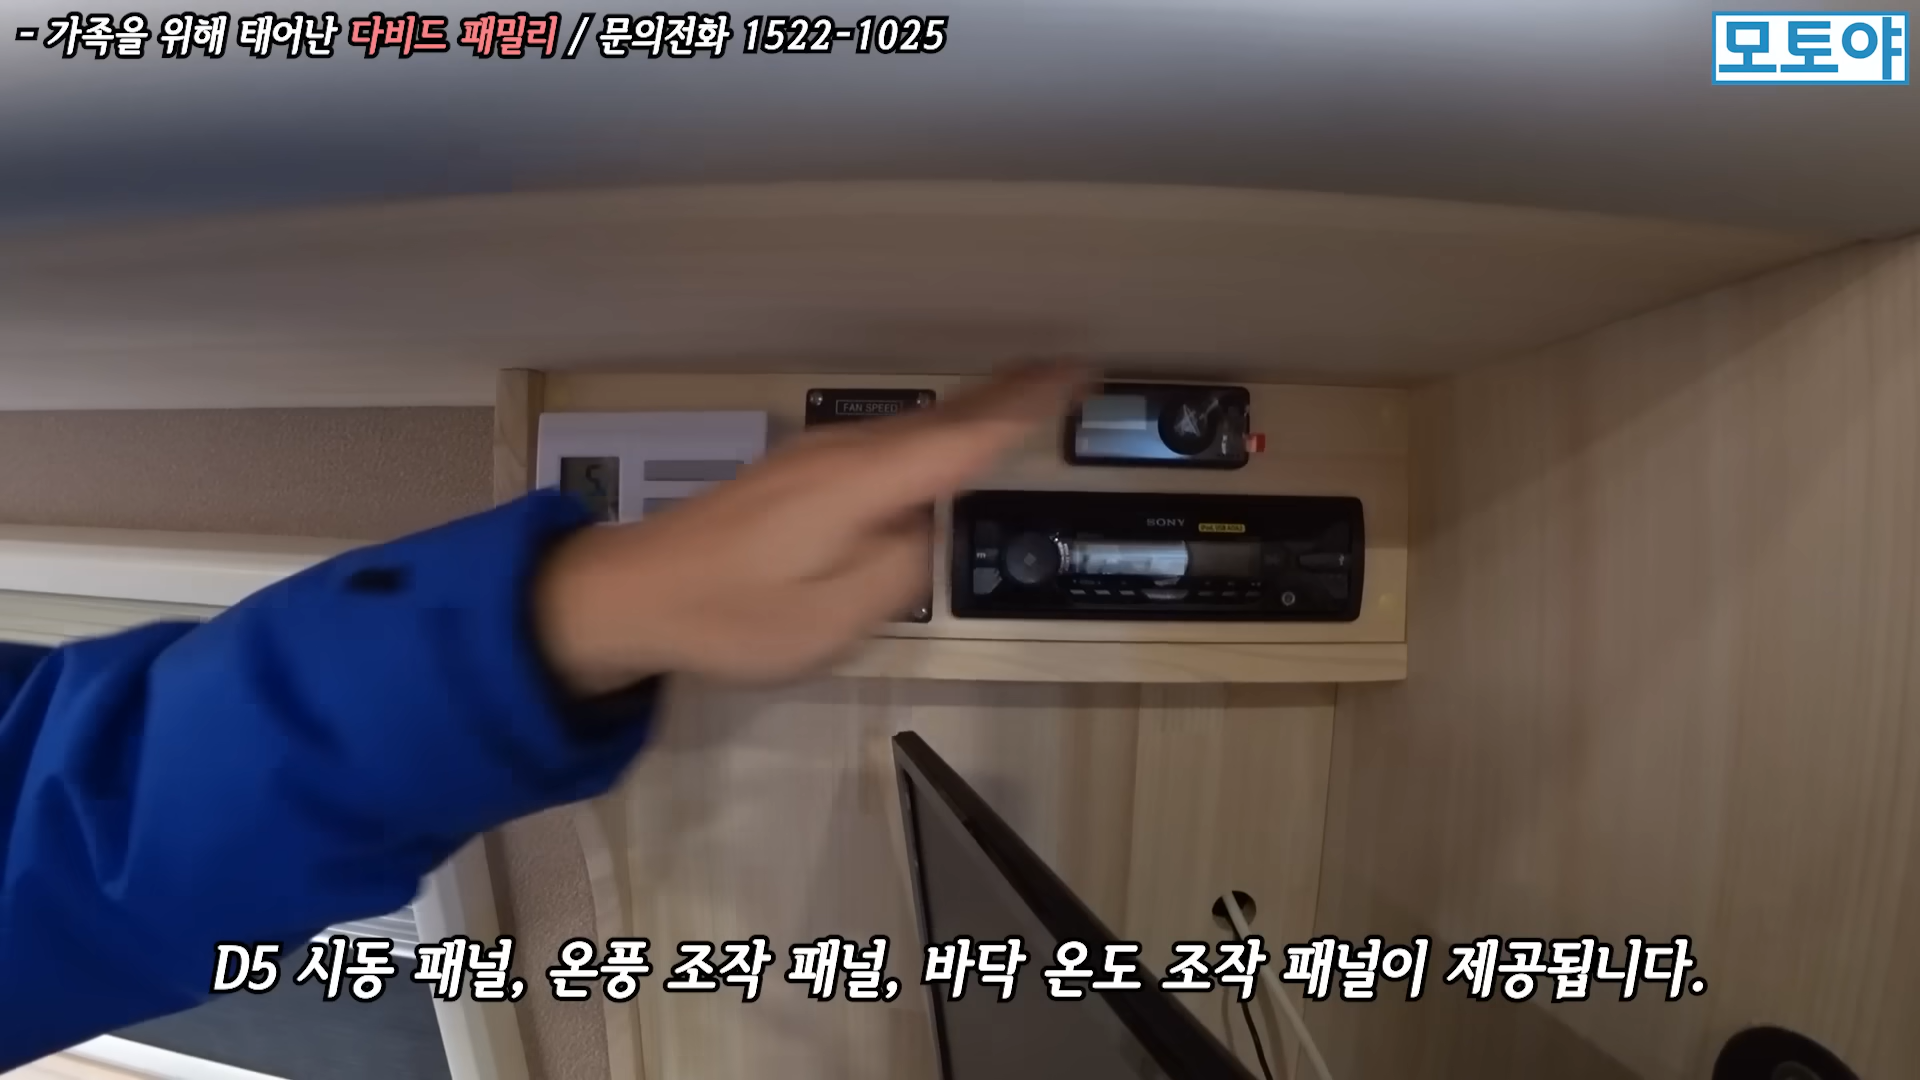 - 가족을 위해 태어난 다비드 패밀리 / 문의전화 1522-1025
모토야
FAN SPEED
SONY
D5 시동 패널, 온풍 조작 패널, 바닥 온도 조작 패널이 제공됩니다.